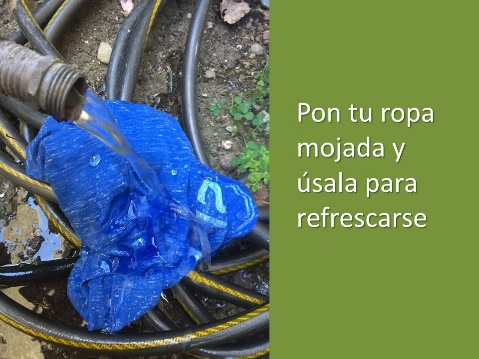 Pon tu ropa
mojada y
úsala para
refrescarse